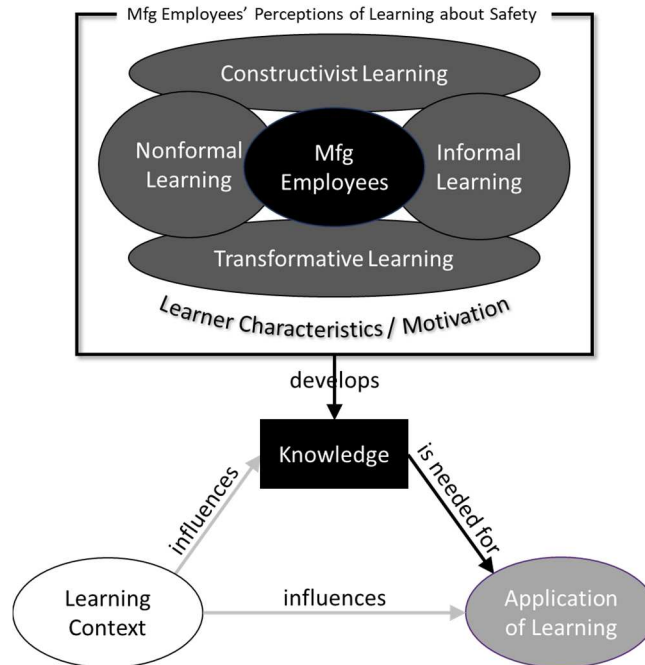 Mfg Employees’ Perceptions of Learning about Safety
Constructivist Learning
Nonformal
Learning
Mfg
Employees
Informal
Learning
Transformative Learning
Learner Characteristics / Motivation
develops
Knowledge
influences
is needed for
Learning
Context
influences
Application
of Learning